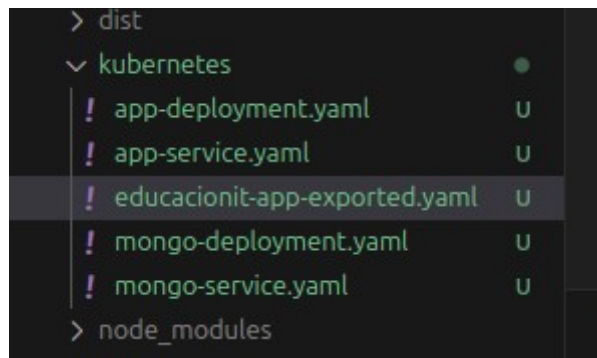 dist
kubernetes
! app-deployment.yaml U
! app-service.yaml U
! educacionit-app-exported.yaml U
! mongo-deployment.yaml U
! mongo-service.yaml U
node_modules